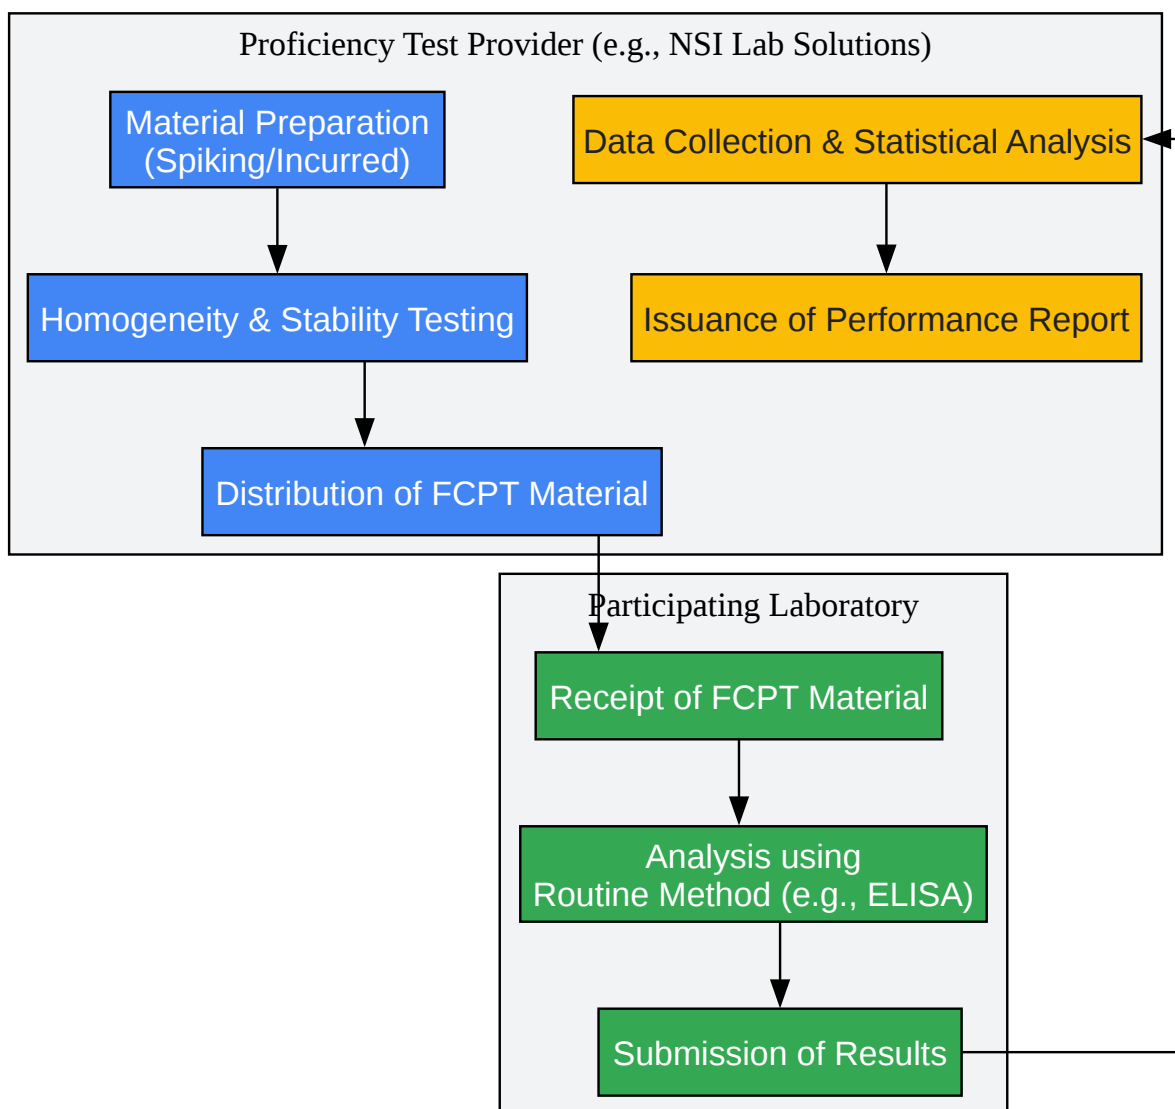 Proficiency Test Provider (e.g., NSI Lab Solutions)
Material Preparation
(Spiking/Incurred)
Data Collection & Statistical Analysis
Homogeneity & Stability Testing
Issuance of Performance Report
Distribution of FCPT Material
Participating Laboratory
Receipt of FCPT Material
Analysis using
Routine Method (e.g., ELISA)
Submission of Results